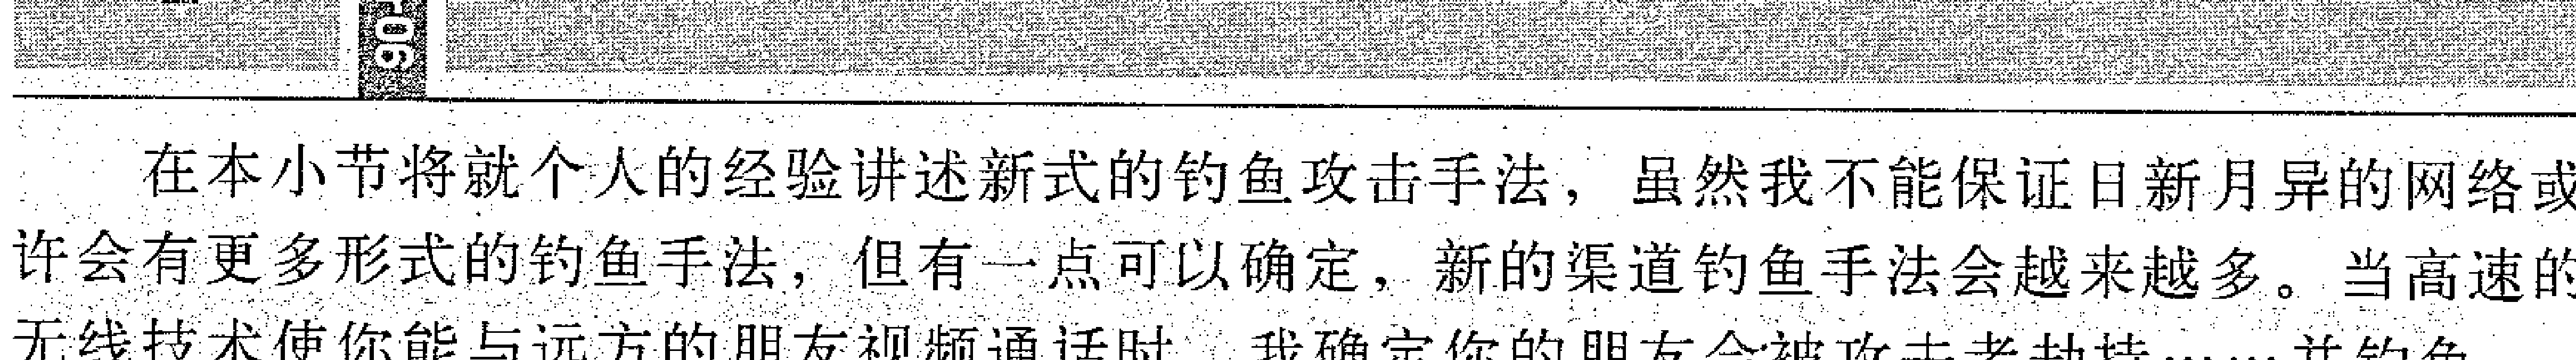 06
在本小节将就个人的经验讲述新式的钓鱼攻击手法，虽然我不能保证日新月异的网络或
许会有更多形式的钓鱼手法，但有一点可以确定，新的渠道钓鱼手法会越来越多。当高速的
无线技术使你能与远方的朋友视频通话时，我确定你的朋友会被攻击者劫持……并钓鱼